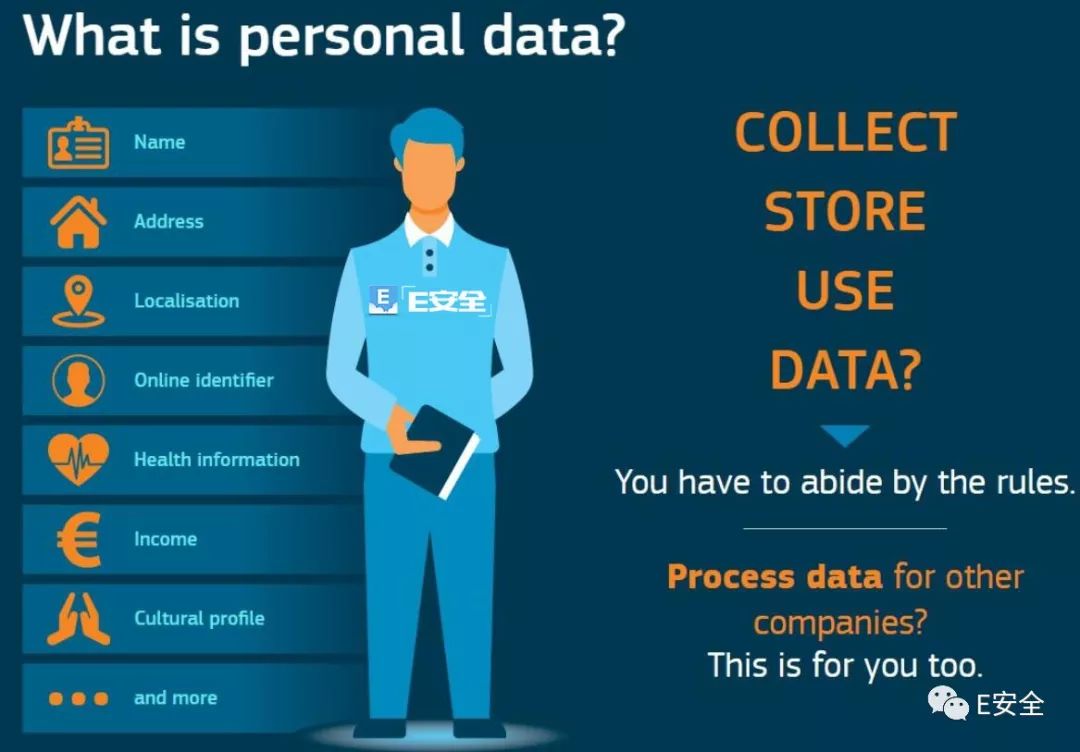 What is personal data?
Name
Address
Localisation
Online identifier
Health information
Income
Cultural profile
and more
E「E安全」
COLLECT
STORE
USE
DATA?
You have to abide by the rules.
Process data for other
companies?
This is for you too.
E安全